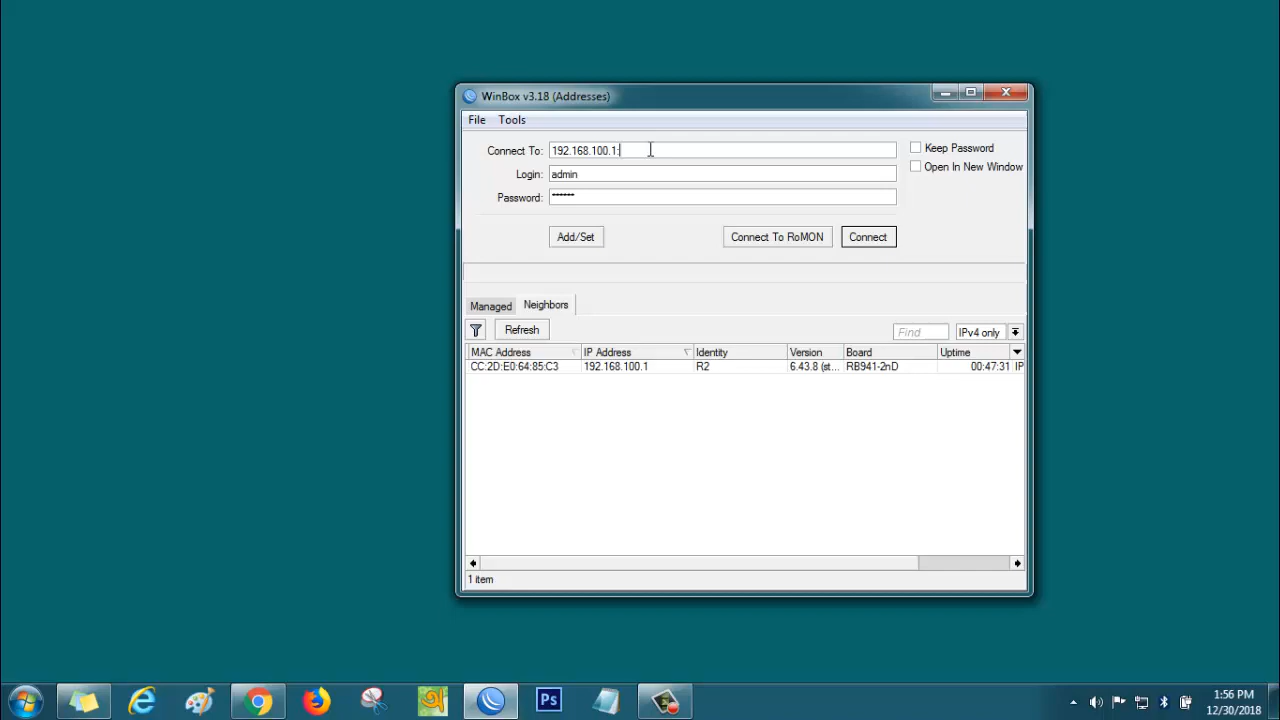 WinBox v3.18 (Addresses)
File Tools
Connect To: 192.168.100.1:
Keep Password
Login: admin
Open In New Window
Password: ******
Add/Set Connect To RoMON Connect
Managed Neighbors
Refresh Find IPv4 only
MAC Address IP Address Identity Version Board Uptime
CC:2D:E0:64:85:C3 192.168.100.1 R2 6.43.8 (st... RB941-2nD 00:47:31 IP
1 item
Ps
1:56 PM
12/30/2018